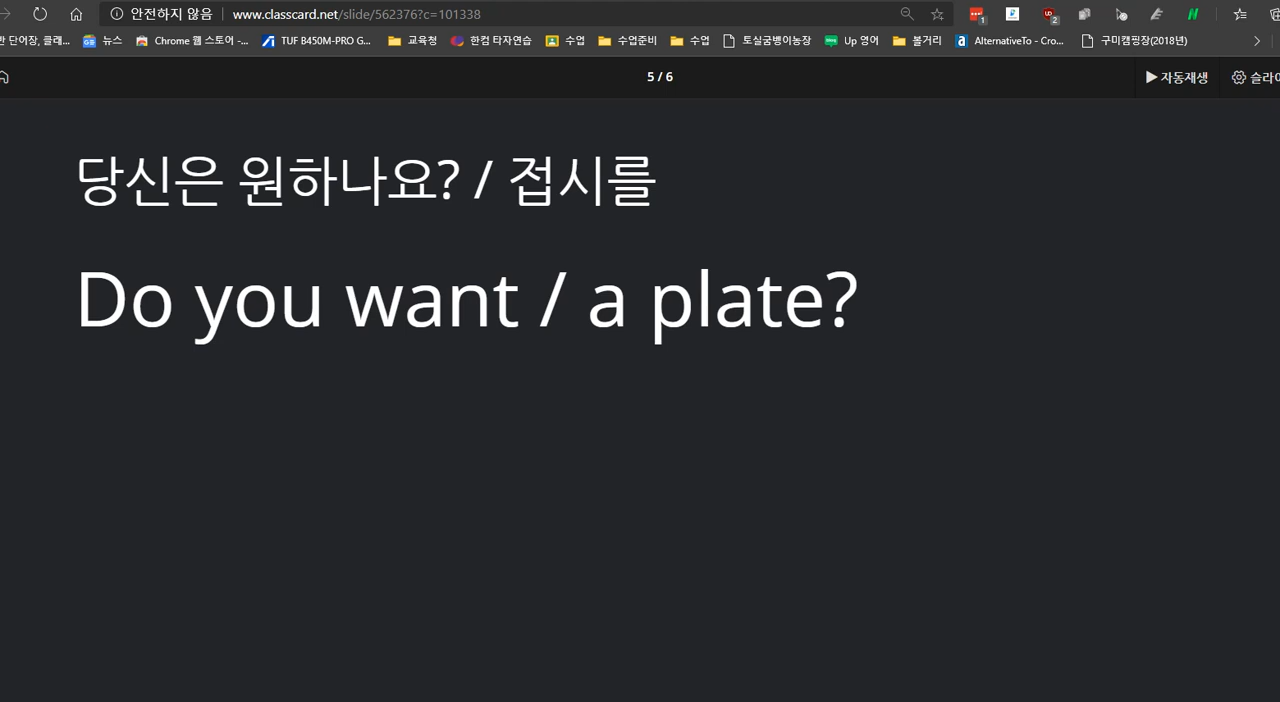 안전하지 않음 www.classcard.net/slide/562376?c=101338
반 단어장, 클래... 뉴스 Chrome 웹 스토어 -... TUF B450M-PRO G... 교육청 한컴 타자연습 수업 수업준비 수업 토실굼벵이농장 Up 영어 볼거리 AlternativeTo - Cro... 구미캠핑장(2018년)
5 / 6 ▶ 자동재생 슬라이
당신은 원하나요? / 접시를
Do you want / a plate?